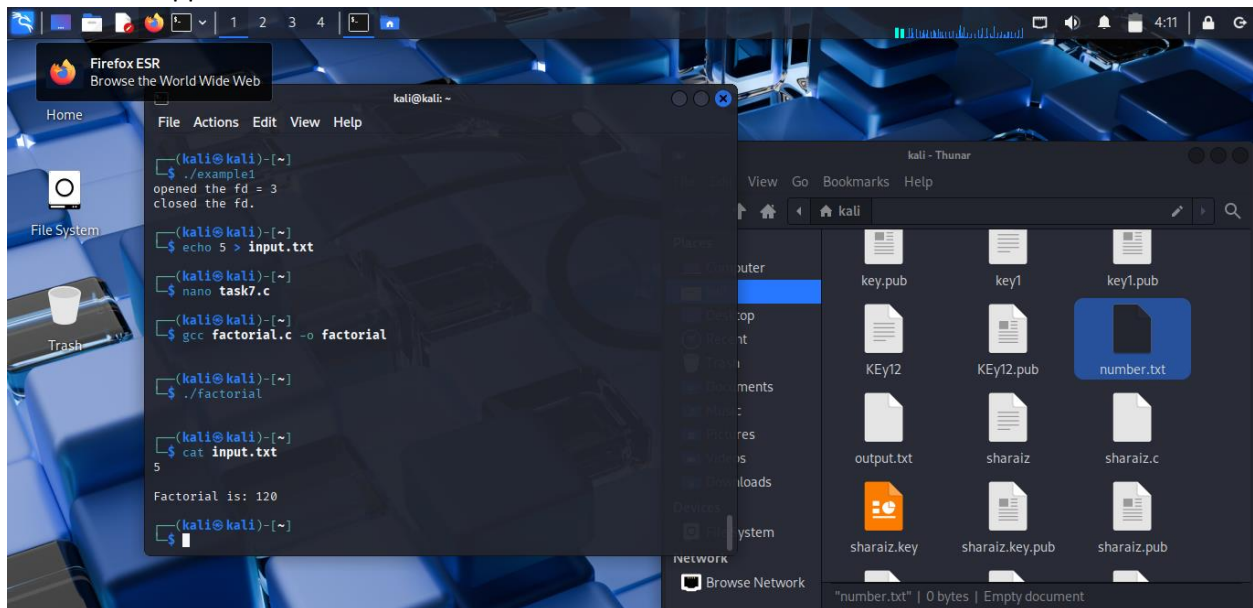 1 2 3 4
4:11
Firefox ESR
Browse the World Wide Web
Home
File System
Trash
kali@kali: ~
File Actions Edit View Help
┌──(kali㉿kali)-[~]
└─$ ./example1
opened the fd = 3
closed the fd.
┌──(kali㉿kali)-[~]
└─$ echo 5 > input.txt
┌──(kali㉿kali)-[~]
└─$ nano task7.c
┌──(kali㉿kali)-[~]
└─$ gcc factorial.c -o factorial
┌──(kali㉿kali)-[~]
└─$ ./factorial
┌──(kali㉿kali)-[~]
└─$ cat input.txt
5
Factorial is: 120
┌──(kali㉿kali)-[~]
└─$
kali - Thunar
View Go Bookmarks Help
kali
Places
Network
Browse Network
key.pub key1 key1.pub
KEy12 KEy12.pub number.txt
output.txt sharaiz sharaiz.c
sharaiz.key sharaiz.key.pub sharaiz.pub
"number.txt" | 0 bytes | Empty document